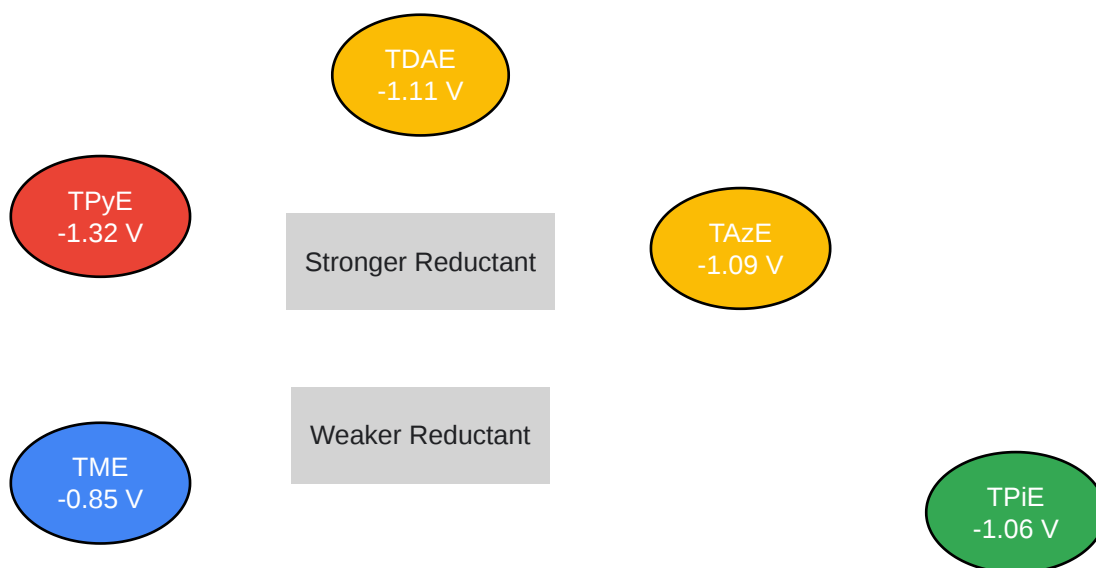 TDAE
-1.11 V
TPyE
-1.32 V
TAzE
-1.09 V
Stronger Reductant
Weaker Reductant
TME
-0.85 V
TPiE
-1.06 V